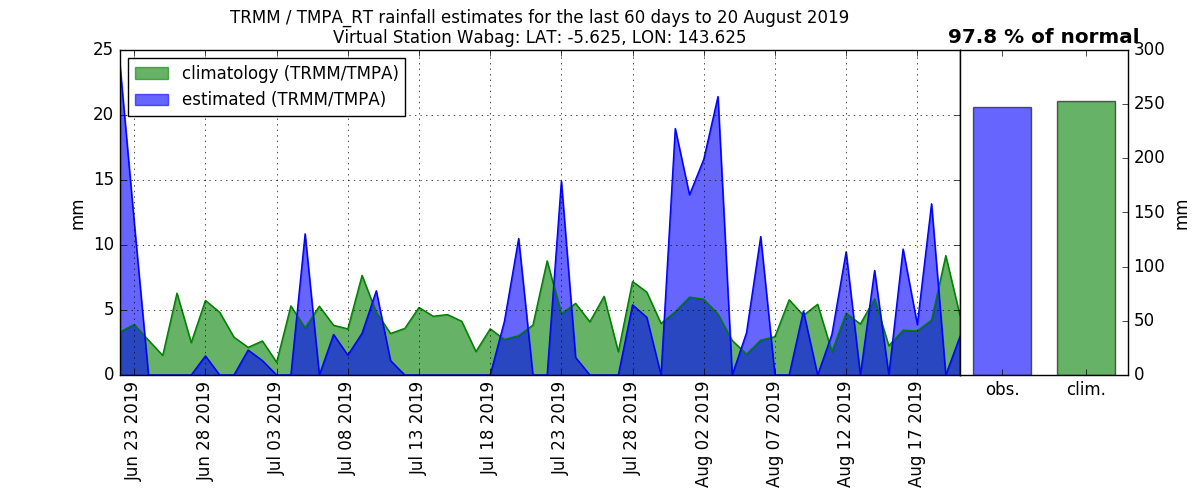 TRMM / TMPA_RT rainfall estimates for the last 60 days to 20 August 2019
Virtual Station Wabag: LAT: -5.625, LON: 143.625
97.8 % of normal
climatology (TRMM/TMPA)
estimated (TRMM/TMPA)
25
20
15
10
5
0
mm
Jun 23 2019
Jun 28 2019
Jul 03 2019
Jul 08 2019
Jul 13 2019
Jul 18 2019
Jul 23 2019
Jul 28 2019
Aug 02 2019
Aug 07 2019
Aug 12 2019
Aug 17 2019
obs.
clim.
300
250
200
150
100
50
0
mm